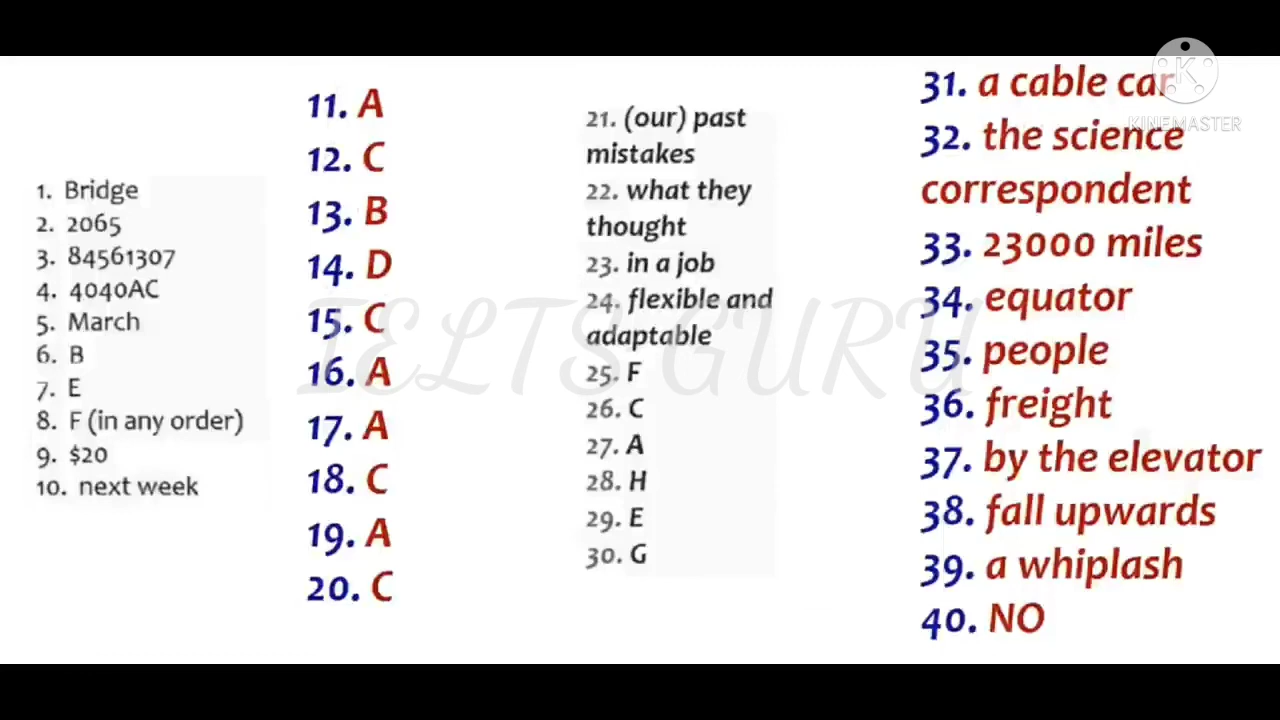 1. Bridge
2. 2065
3. 84561307
4. 4040AC
5. March
6. B
7. E
8. F (in any order)
9. $20
10. next week
11. A
12. C
13. B
14. D
15. C
16. A
17. A
18. C
19. A
20. C
21. (our) past
mistakes
22. what they
thought
23. in a job
24. flexible and
adaptable
25. F
26. C
27. A
28. H
29. E
30. G
31. a cable car
32. the science
correspondent
33. 23000 miles
34. equator
35. people
36. freight
37. by the elevator
38. fall upwards
39. a whiplash
40. NO
IELTS GURU
K
KINEMASTER